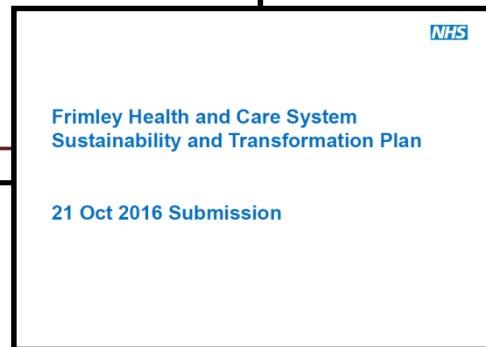 NHS
Frimley Health and Care System
Sustainability and Transformation Plan
21 Oct 2016 Submission